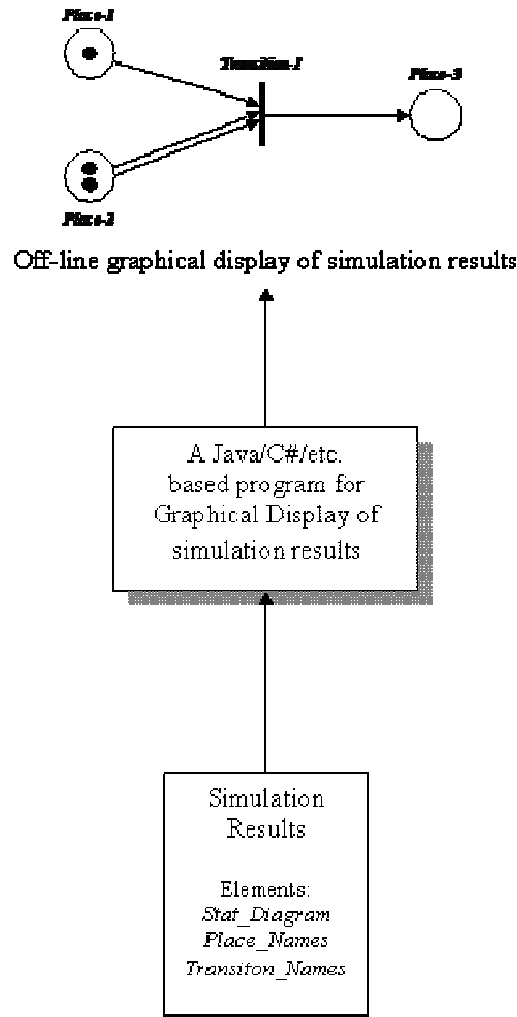 Place-1
Transition-1
Place-3
Place-2
Off-line graphical display of simulation results
A Java/C#/etc.
based program for
Graphical Display of
simulation results
Simulation
Results
Elements:
Stat_Diagram
Place_Names
Transiton_Names